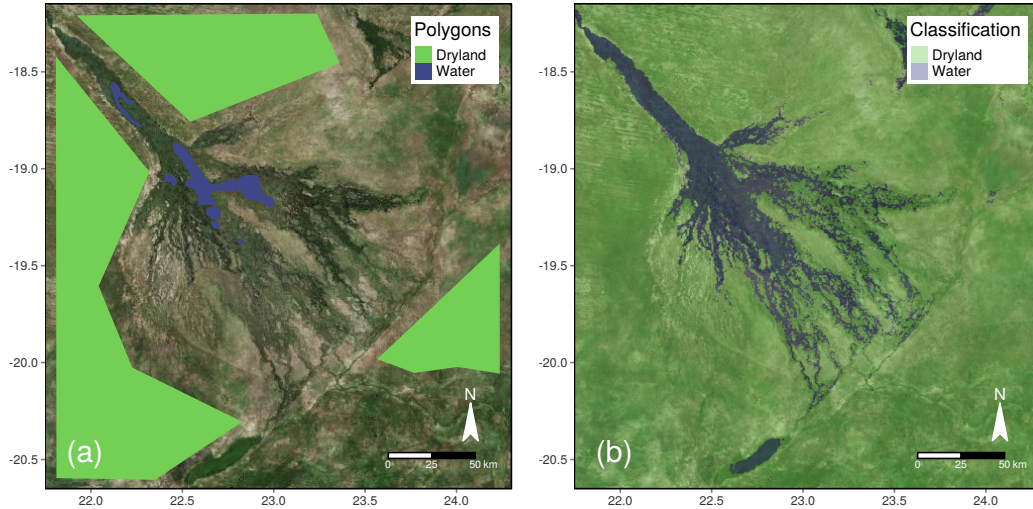 Polygons
Dryland
Water
Classification
Dryland
Water
-18.5
-19.0
-19.5
-20.0
-20.5
(a)
N
0 25 50 km
22.0 22.5 23.0 23.5 24.0
-18.5
-19.0
-19.5
-20.0
-20.5
(b)
N
0 25 50 km
22.0 22.5 23.0 23.5 24.0